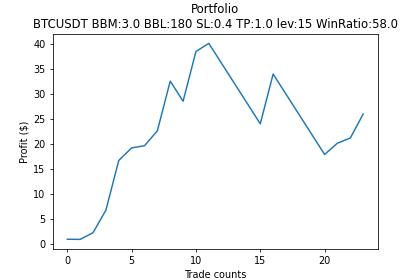 Portfolio
BTCUSDT BBM:3.0 BBL:180 SL:0.4 TP:1.0 lev:15 WinRatio:58.0
40
35
30
25
20
15
10
5
0
Profit ($)
0 5 10 15 20
Trade counts